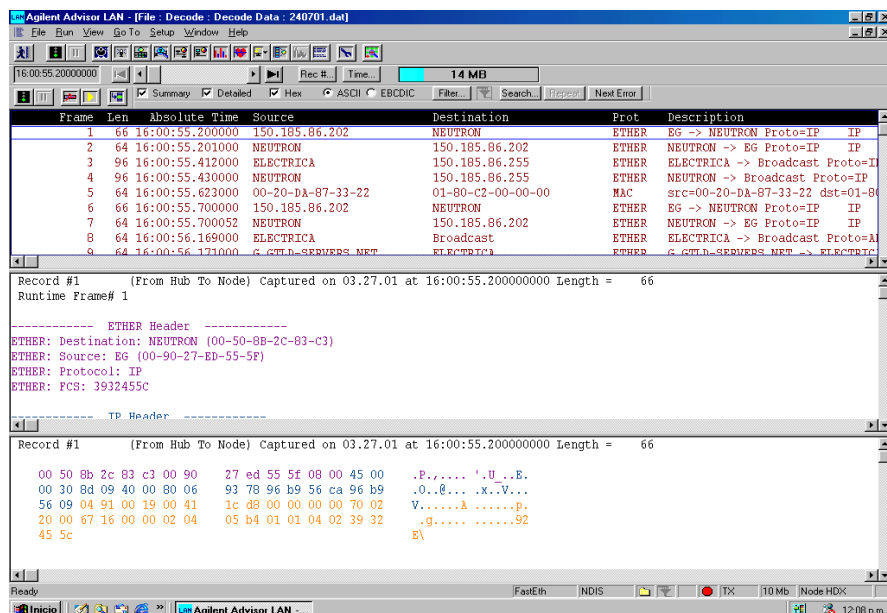 Agilent Advisor LAN - [File : Decode : Decode Data : 240701.dat]
File Run View Go To Setup Window Help
16:00:55.20000000 Rec #... Time... 14 MB
Summary Detailed Hex ASCII EBCDIC Filter... Search... Repeat Next Error
Frame Len Absolute Time Source Destination Prot Description
1 66 16:00:55.200000 150.185.86.202 NEUTRON ETHER EG -> NEUTRON Proto=IP IP
2 64 16:00:55.201000 NEUTRON 150.185.86.202 ETHER NEUTRON -> EG Proto=IP IP
3 96 16:00:55.412000 ELECTRICA 150.185.86.255 ETHER ELECTRICA -> Broadcast Proto=IP
4 96 16:00:55.430000 NEUTRON 150.185.86.255 ETHER NEUTRON -> Broadcast Proto=IP
5 64 16:00:55.623000 00-20-DA-87-33-22 01-80-C2-00-00-00 MAC src=00-20-DA-87-33-22 dst=01-80
6 66 16:00:55.700000 150.185.86.202 NEUTRON ETHER EG -> NEUTRON Proto=IP IP
7 64 16:00:55.700052 NEUTRON 150.185.86.202 ETHER NEUTRON -> EG Proto=IP IP
8 64 16:00:56.169000 ELECTRICA Broadcast ETHER ELECTRICA -> Broadcast Proto=A
9 64 16:00:56.171000 G.GTLD-SERVERS.NET ELECTRICA ETHER G.GTLD-SERVERS.NET -> ELECTRIC
Record #1 (From Hub To Node) Captured on 03.27.01 at 16:00:55.200000000 Length = 66
Runtime Frame# 1
------------ ETHER Header ------------
ETHER: Destination: NEUTRON (00-50-8B-2C-83-C3)
ETHER: Source: EG (00-90-27-ED-55-5F)
ETHER: Protocol: IP
ETHER: FCS: 3932455C
------------ IP Header ------------
Record #1 (From Hub To Node) Captured on 03.27.01 at 16:00:55.200000000 Length = 66
00 50 8b 2c 83 c3 00 90 27 ed 55 5f 08 00 45 00 .P.,.... '.U_..E.
00 30 8d 09 40 00 80 06 93 78 96 b9 56 ca 96 b9 .0..@... .x..V...
56 09 04 91 00 19 00 41 1c d8 00 00 00 00 70 02 V......A ......p.
20 00 67 16 00 00 02 04 05 b4 01 01 04 02 39 32 .g..... ......92
45 5c E\
Ready FastEth NDIS TX 10 Mb Node HDX
Inicio » Agilent Advisor LAN -... 12:08 p.m.